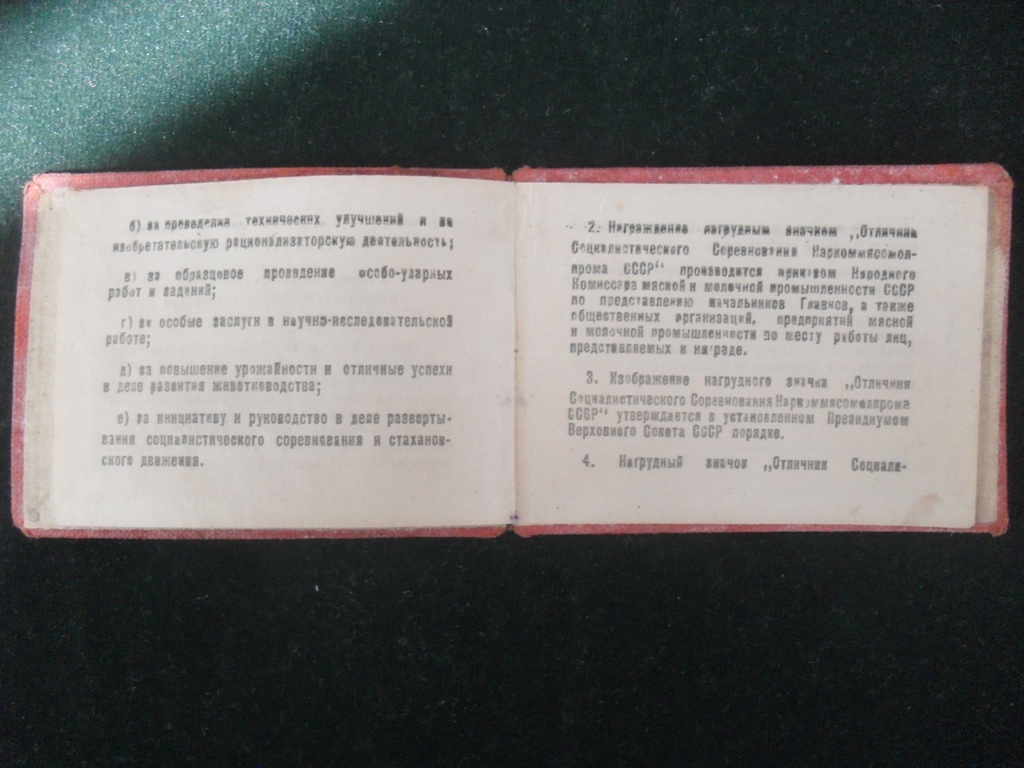 б) за проведение технических улучшений и за
изобретательскую рационализаторскую деятельность;
в) за образцовое проведение особо-ударных
работ и заданий;
г) за особые заслуги в научно-исследовательской
работе;
д) за повышение урожайности и отличные успехи
в деле развития животноводства;
е) за инициативу и руководство в деле разверты-
вания социалистического соревнования и стаханов-
ского движения.
2. Награждение нагрудным значком „Отличник
Социалистического Соревнования Наркоммясомол-
прома СССР“ производится приказом Народного
Комиссара мясной и молочной промышленности СССР
по представлению начальников Главков, а также
общественных организаций, предприятий мясной
и молочной промышленности по месту работы лиц,
представляемых к награде.
3. Изображение нагрудного значка „Отличник
Социалистического Соревнования Наркоммясомолпрома
СССР“ утверждается в установленном Президиумом
Верховного Совета СССР порядке.
4. Нагрудный значок „Отличник Социали-